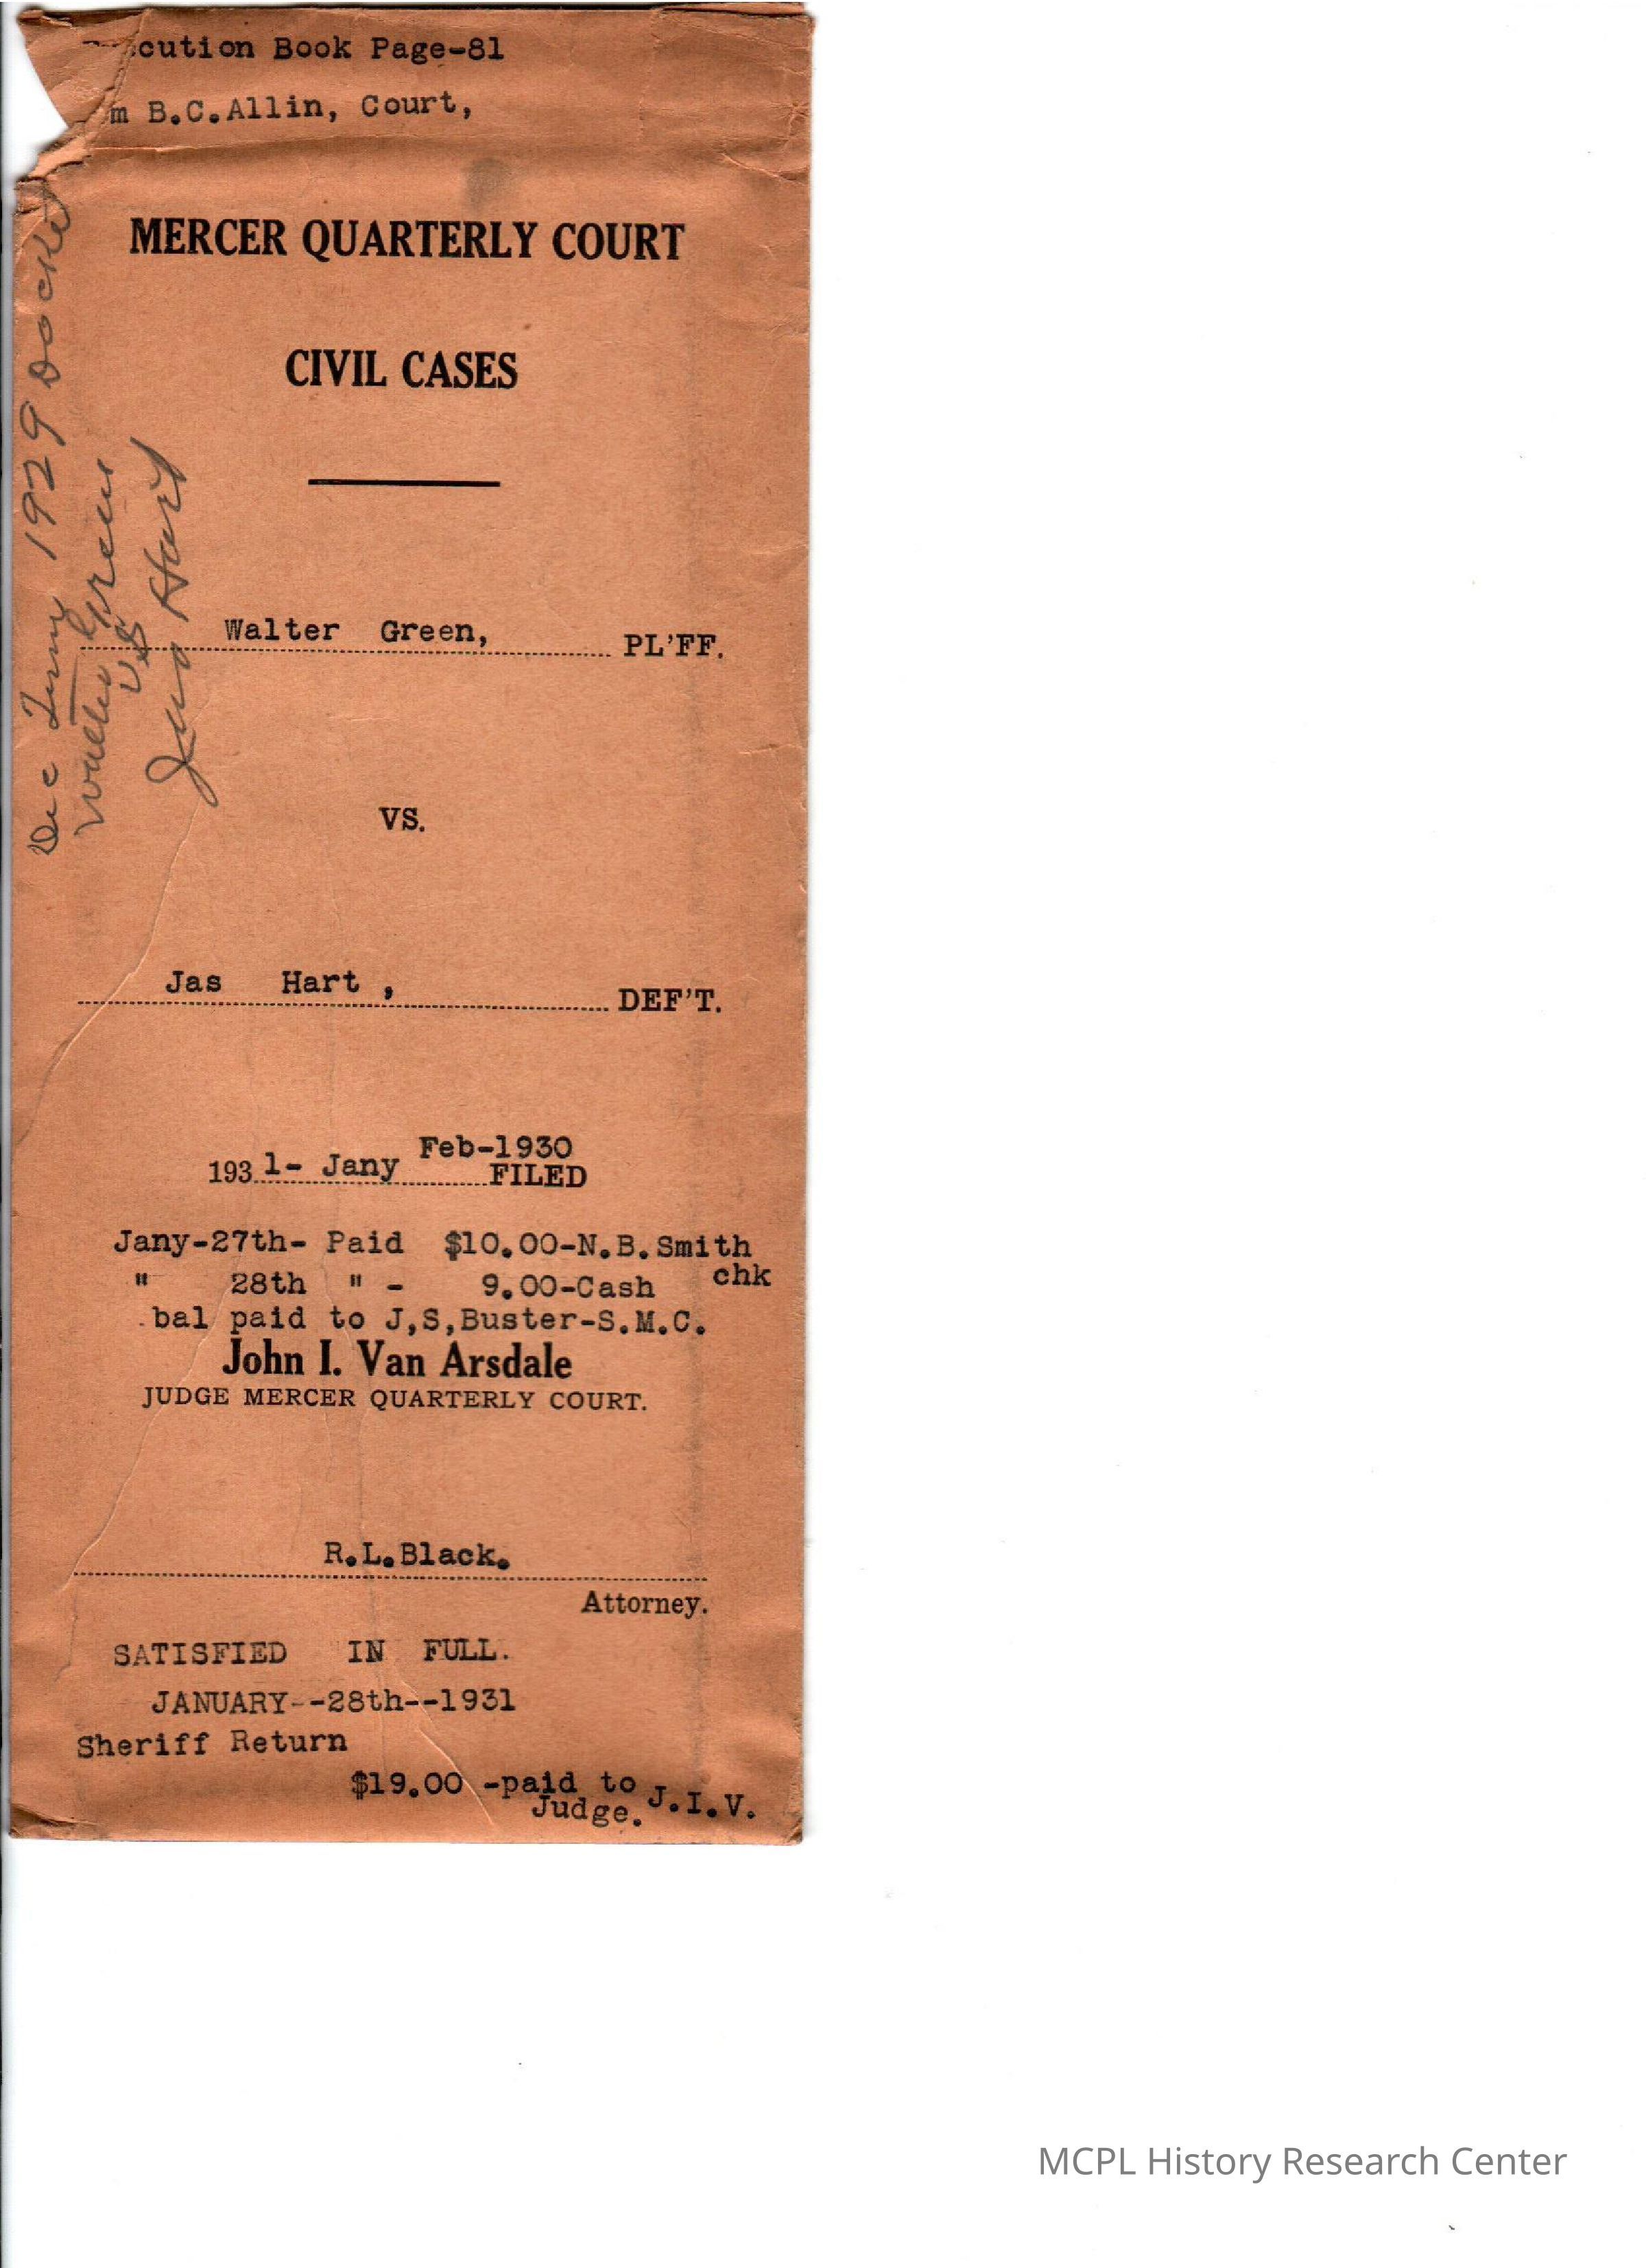 cution Book Page-81
m B.C.Allin, Court,
MERCER QUARTERLY COURT
CIVIL CASES
Dec Term 1929 Docket
Walter Green
vs
Jas Hart
Walter Green, PL'FF.
VS.
Jas Hart , DEF'T.
Feb-1930
193 1- Jany FILED
Jany-27th- Paid $10.00-N.B.Smith
chk
" 28th " - 9.00-Cash
bal paid to J,S,Buster-S.M.C.
John I. Van Arsdale
JUDGE MERCER QUARTERLY COURT.
R.L.Black.
Attorney.
SATISFIED IN FULL.
JANUARY--28th--1931
Sheriff Return
$19.00 -paid to J.I.V.
Judge.
MCPL History Research Center